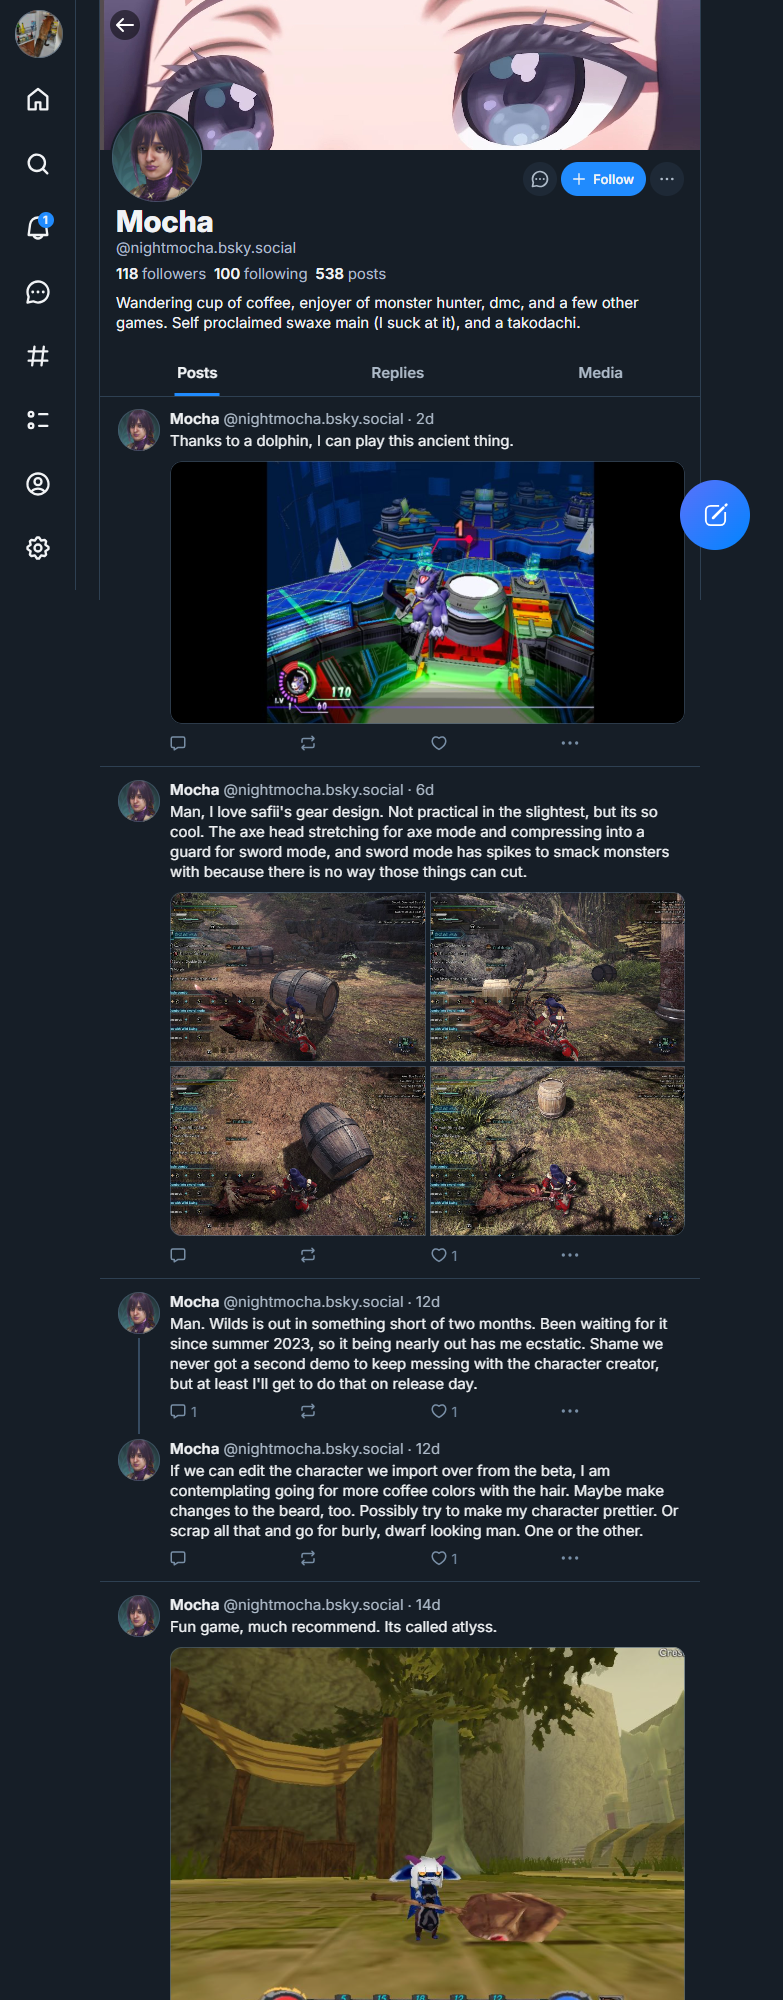 1
+ Follow
Mocha
@nightmocha.bsky.social
118 followers 100 following 538 posts
Wandering cup of coffee, enjoyer of monster hunter, dmc, and a few other
games. Self proclaimed swaxe main (I suck at it), and a takodachi.
Posts Replies Media
Mocha @nightmocha.bsky.social · 2d
Thanks to a dolphin, I can play this ancient thing.
1
170
LV 1 60
Mocha @nightmocha.bsky.social · 6d
Man, I love safii's gear design. Not practical in the slightest, but its so
cool. The axe head stretching for axe mode and compressing into a
guard for sword mode, and sword mode has spikes to smack monsters
with because there is no way those things can cut.
1
Mocha @nightmocha.bsky.social · 12d
Man. Wilds is out in something short of two months. Been waiting for it
since summer 2023, so it being nearly out has me ecstatic. Shame we
never got a second demo to keep messing with the character creator,
but at least I'll get to do that on release day.
1 1
Mocha @nightmocha.bsky.social · 12d
If we can edit the character we import over from the beta, I am
contemplating going for more coffee colors with the hair. Maybe make
changes to the beard, too. Possibly try to make my character prettier. Or
scrap all that and go for burly, dwarf looking man. One or the other.
1
Mocha @nightmocha.bsky.social · 14d
Fun game, much recommend. Its called atlyss.